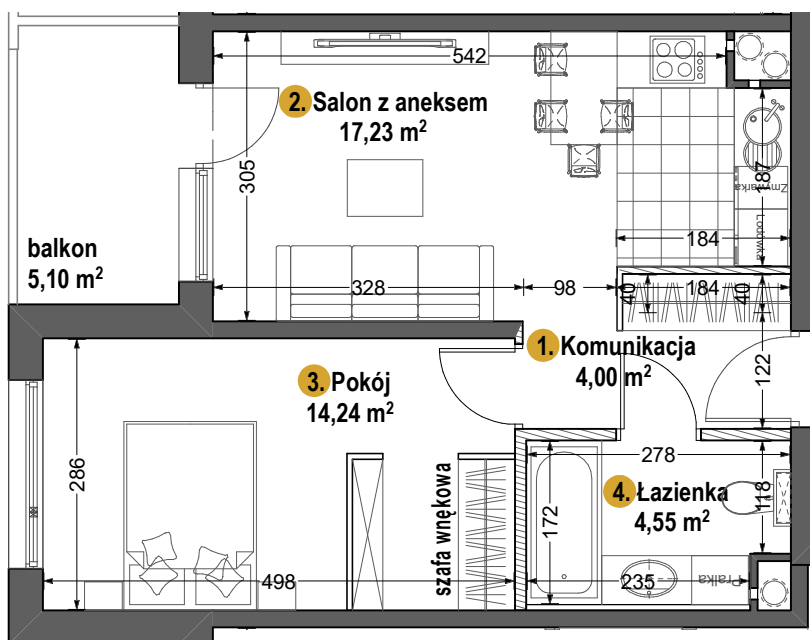 542
2. Salon z aneksem
17,23 m²
305
187
Zmywarka
Lodówka
184
balkon
5,10 m²
328
98
40
184
40
1. Komunikacja
4,00 m²
122
3. Pokój
14,24 m²
286
278
118
4. Łazienka
4,55 m²
172
szafa wnękowa
498
235
Pralka